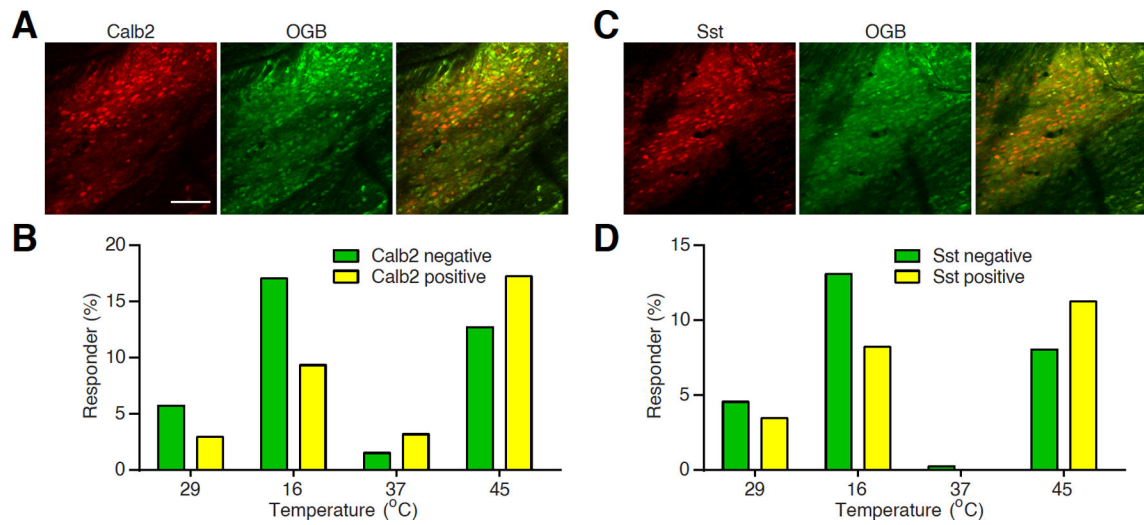 A
Calb2
OGB
C
Sst
OGB
B
20
15
10
5
0
Responder (%)
Calb2 negative
Calb2 positive
29
16
37
45
Temperature (°C)
D
15
10
5
0
Responder (%)
Sst negative
Sst positive
29
16
37
45
Temperature (°C)